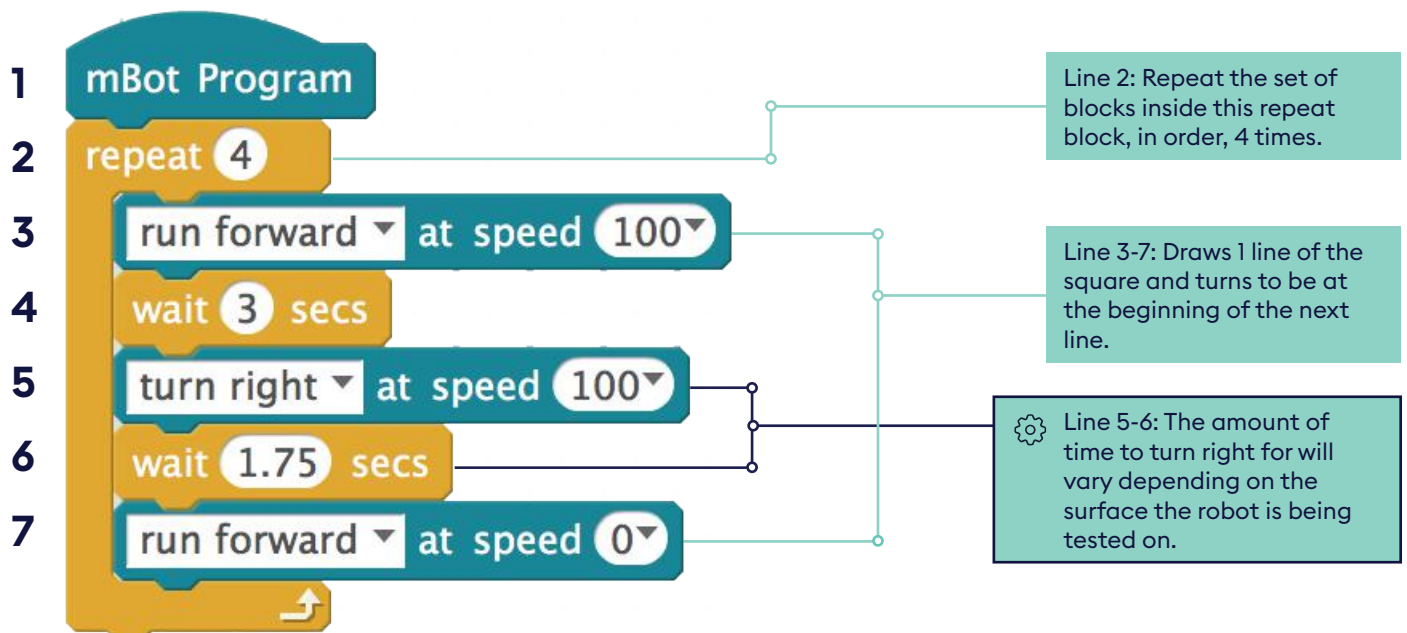 1 mBot Program
2 repeat 4
3 run forward at speed 100
4 wait 3 secs
5 turn right at speed 100
6 wait 1.75 secs
7 run forward at speed 0
Line 2: Repeat the set of
blocks inside this repeat
block, in order, 4 times.
Line 3-7: Draws 1 line of the
square and turns to be at
the beginning of the next
line.
Line 5-6: The amount of
time to turn right for will
vary depending on the
surface the robot is being
tested on.